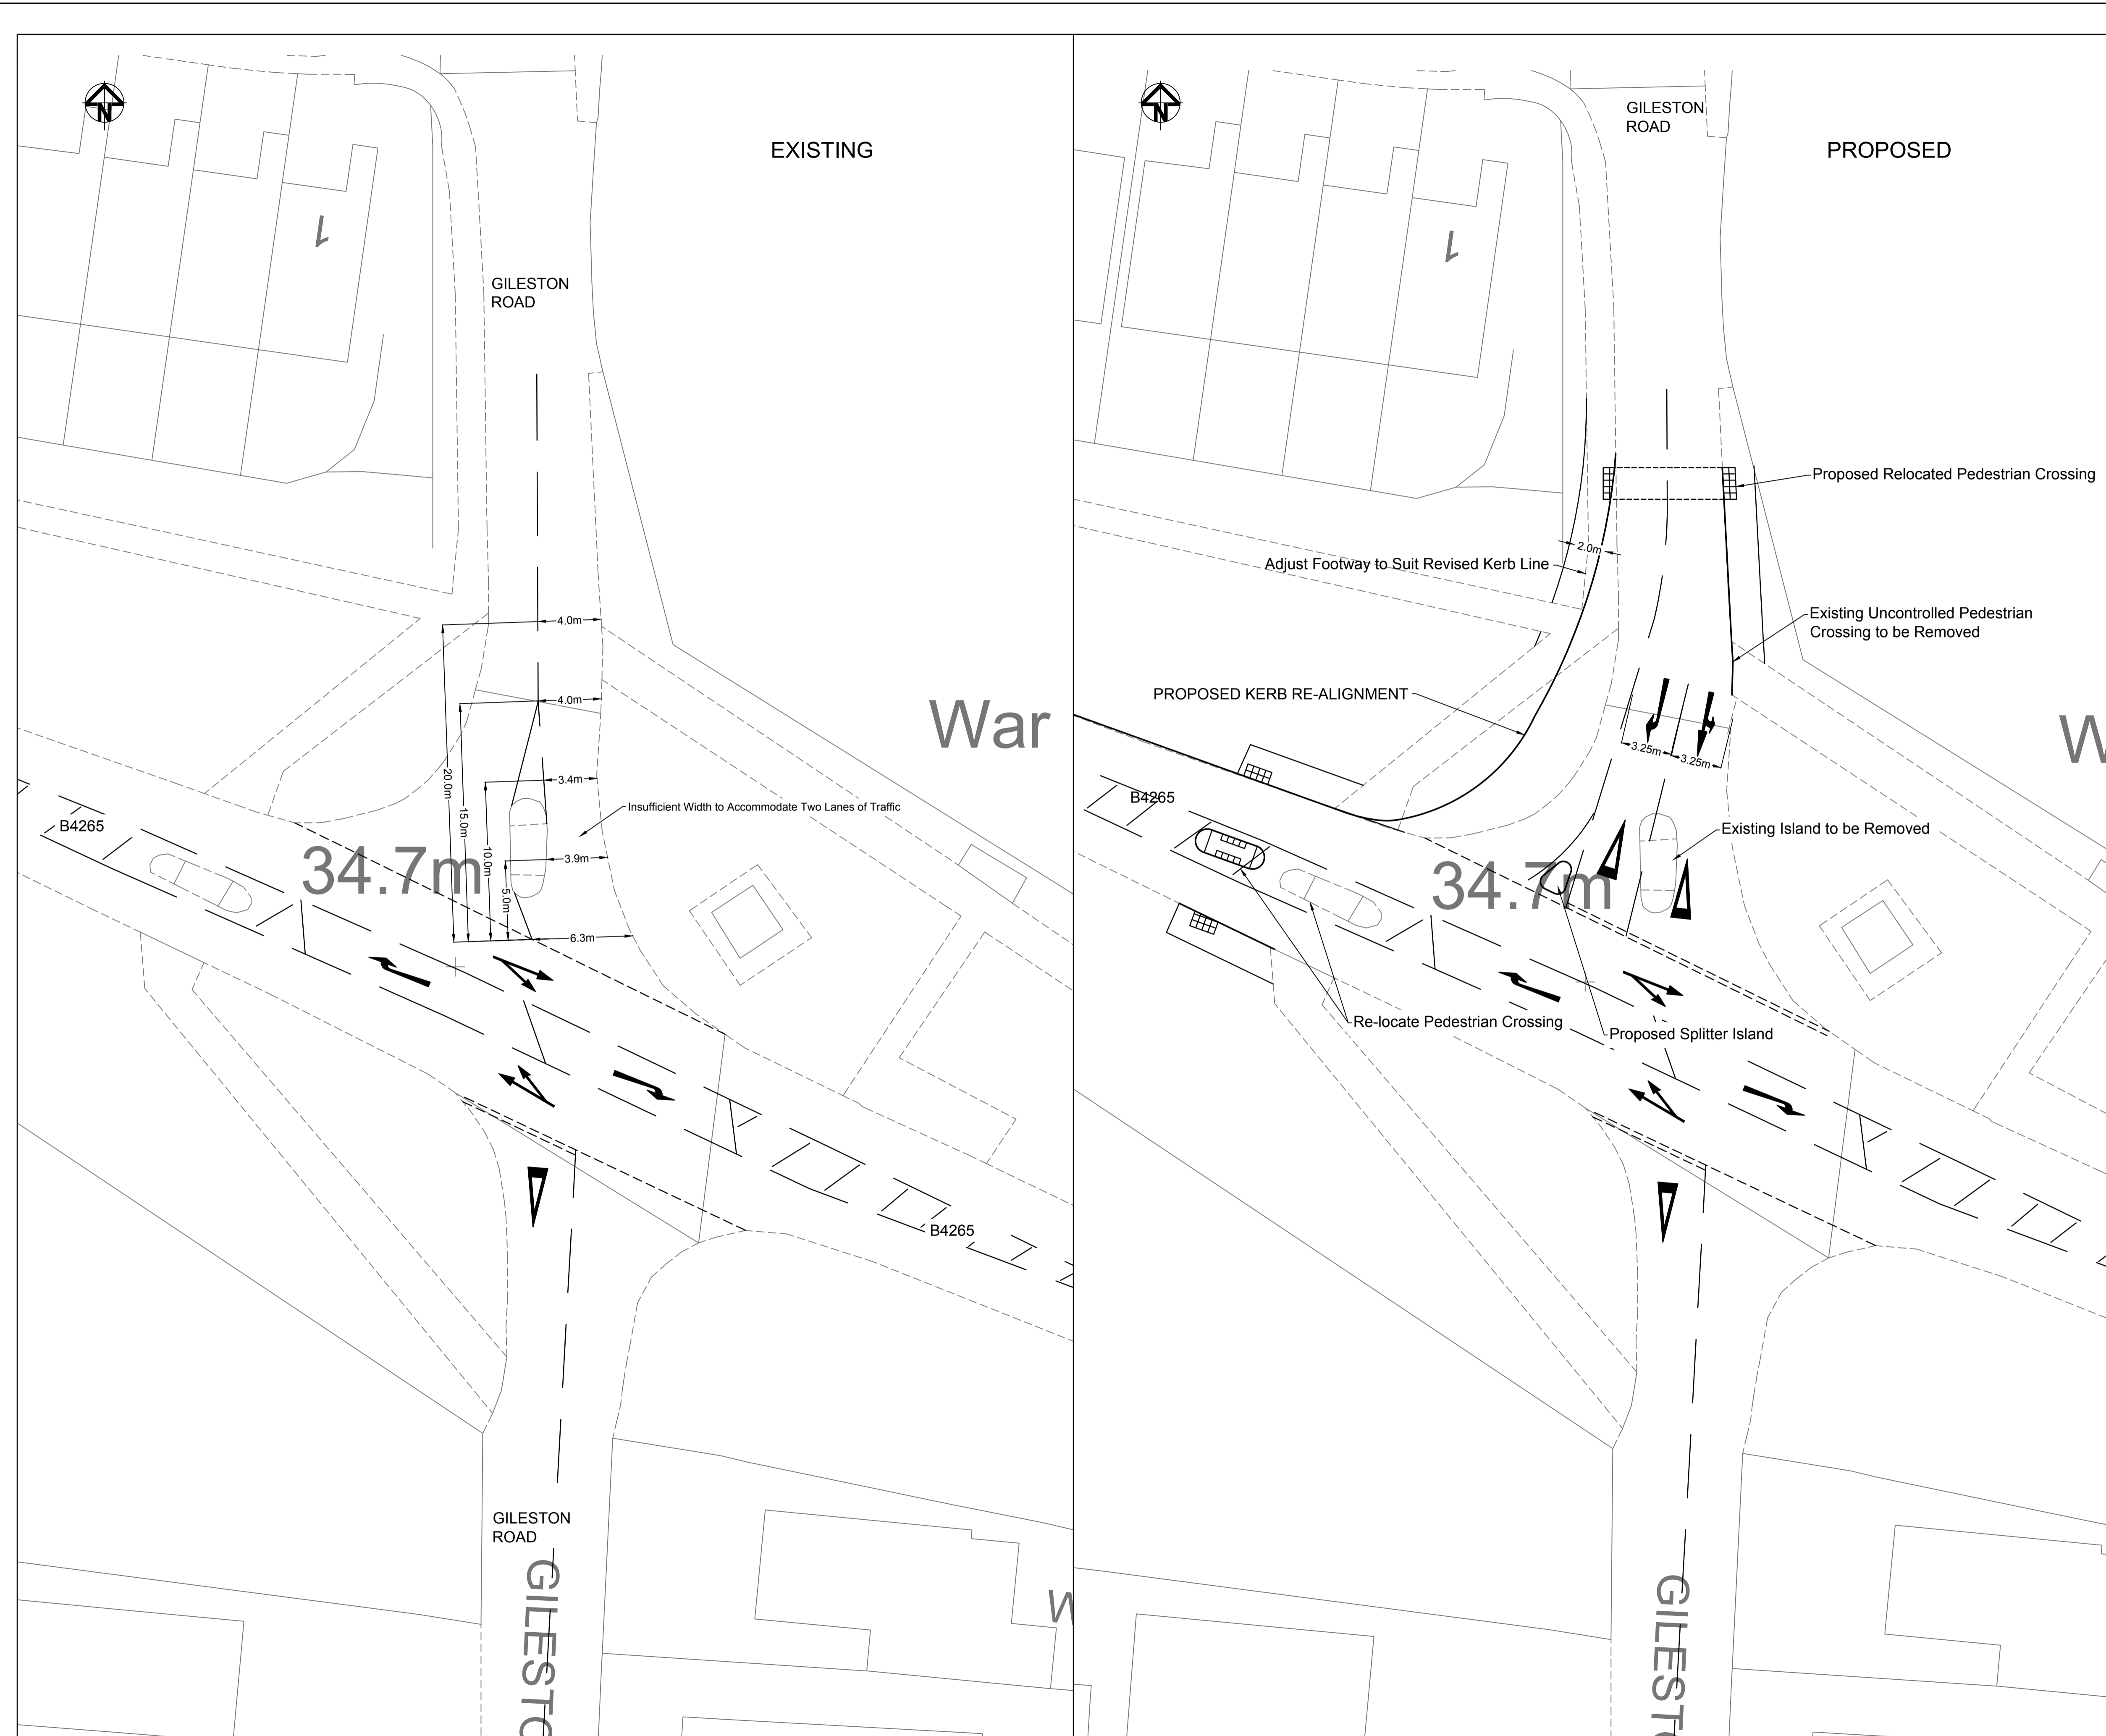 N
EXISTING
1
GILESTON
ROAD
4.0m
4.0m
3.4m
3.9m
6.3m
20.0m
15.0m
10.0m
5.0m
Insufficient Width to Accommodate Two Lanes of Traffic
War
B4265
34.7m
B4265
GILESTON
ROAD
GILESTO
W
N
GILESTON
ROAD
PROPOSED
1
Proposed Relocated Pedestrian Crossing
2.0m
Adjust Footway to Suit Revised Kerb Line
Existing Uncontrolled Pedestrian
Crossing to be Removed
PROPOSED KERB RE-ALIGNMENT
3.25m
3.25m
W
B4265
Existing Island to be Removed
34.7m
Re-locate Pedestrian Crossing
Proposed Splitter Island
GILESTO